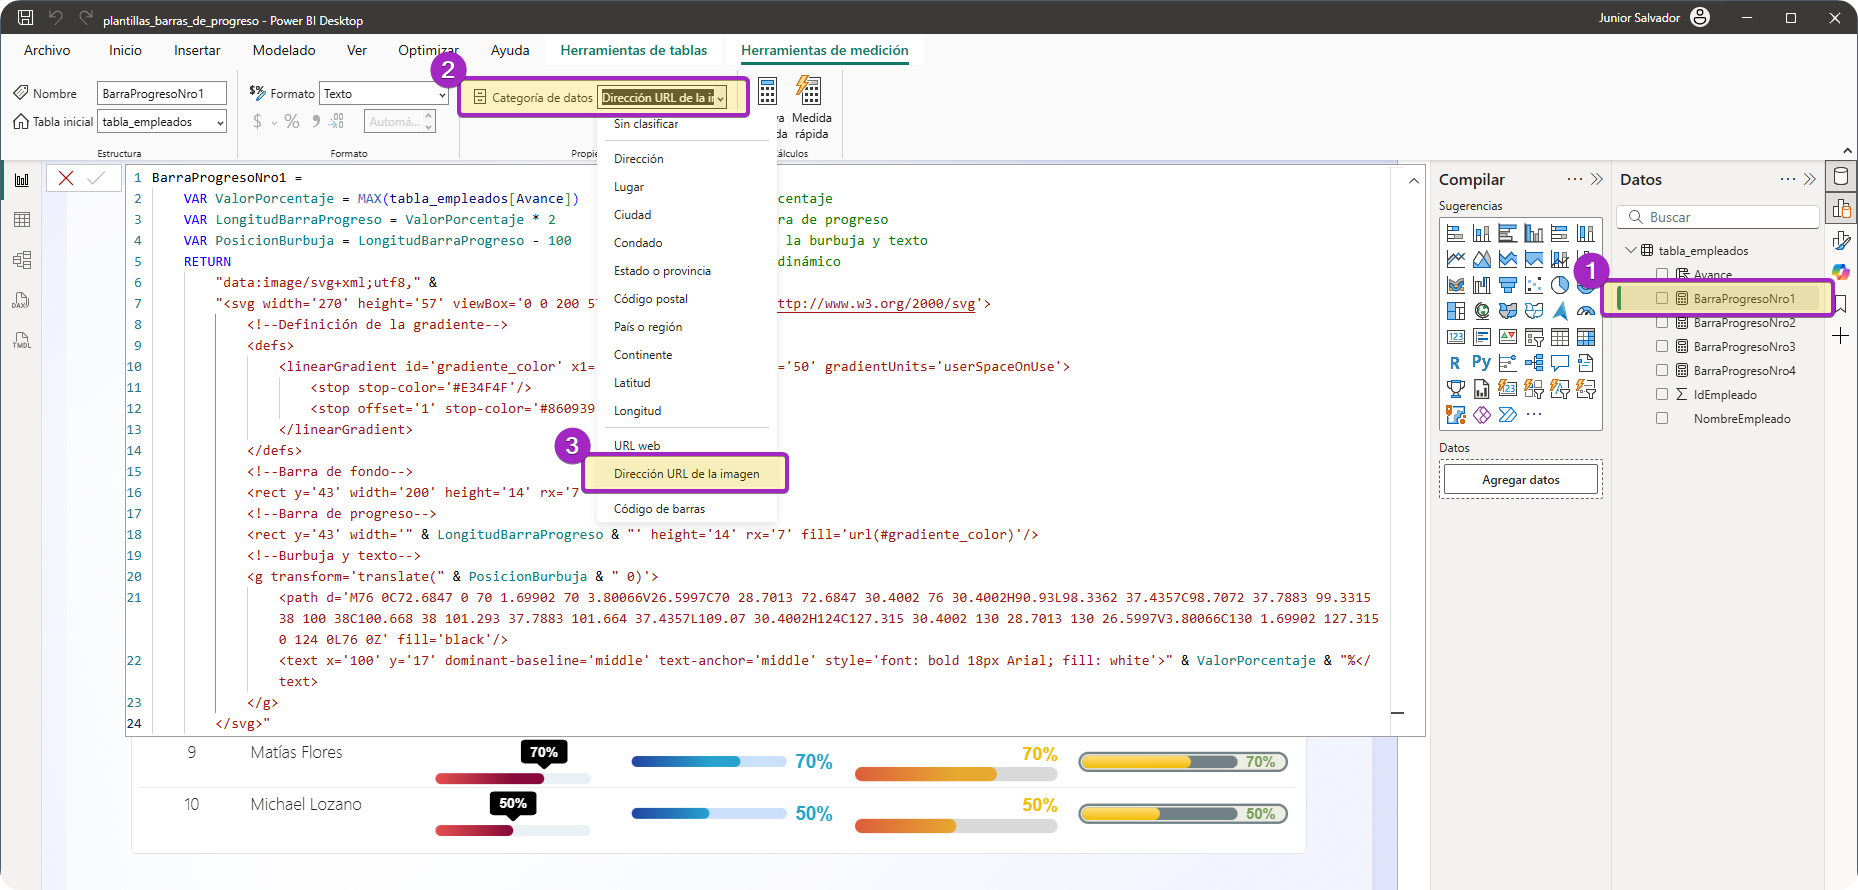 plantillas_barras_de_progreso - Power BI Desktop
Junior Salvador
Archivo Inicio Insertar Modelado Ver Optimizar Ayuda Herramientas de tablas Herramientas de medición
2
Nombre BarraProgresoNro1
Formato Texto
Categoría de datos Dirección URL de la
Tabla inicial tabla_empleados
$ % Automá...
Medida
rápida
Estructura
Formato
Sin clasificar
Dirección
Lugar
Ciudad
Condado
Estado o provincia
Código postal
País o región
Continente
Latitud
Longitud
URL web
3
Dirección URL de la imagen
Código de barras
1 BarraProgresoNro1 =
2 VAR ValorPorcentaje = MAX(tabla_empleados[Avance]) centaje
3 VAR LongitudBarraProgreso = ValorPorcentaje * 2 ra de progreso
4 VAR PosicionBurbuja = LongitudBarraProgreso - 100 la burbuja y texto
5 RETURN dinámico
6 "data:image/svg+xml;utf8," &
7 "<svg width='270' height='57' viewBox='0 0 200 57 ttp://www.w3.org/2000/svg'>
8 <!--Definición de la gradiente-->
9 <defs>
10 <linearGradient id='gradiente_color' x1= ='50' gradientUnits='userSpaceOnUse'>
11 <stop stop-color='#E34F4F'/>
12 <stop offset='1' stop-color='#860939
13 </linearGradient>
14 </defs>
15 <!--Barra de fondo-->
16 <rect y='43' width='200' height='14' rx='7
17 <!--Barra de progreso-->
18 <rect y='43' width='" & LongitudBarraProgreso & "' height='14' rx='7' fill='url(#gradiente_color)'/>
19 <!--Burbuja y texto-->
20 <g transform='translate(" & PosicionBurbuja & " 0)'>
21 <path d='M76 0C72.6847 0 70 1.69902 70 3.80066V26.5997C70 28.7013 72.6847 30.4002 76 30.4002H90.93L98.3362 37.4357C98.7072 37.7883 99.3315
38 100 38C100.668 38 101.293 37.7883 101.664 37.4357L109.07 30.4002H124C127.315 30.4002 130 28.7013 130 26.5997V3.80066C130 1.69902 127.315
0 124 0L76 0Z' fill='black'/>
22 <text x='100' y='17' dominant-baseline='middle' text-anchor='middle' style='font: bold 18px Arial; fill: white'>" & ValorPorcentaje & "%</
text>
23 </g>
24 </svg>"
9 Matías Flores 70% 70% 70% 70%
10 Michael Lozano 50% 50% 50% 50%
Compilar
Sugerencias
R Py
123
Datos
Agregar datos
Datos
Buscar
tabla_empleados
1
Avance
BarraProgresoNro1
BarraProgresoNro2
BarraProgresoNro3
BarraProgresoNro4
IdEmpleado
NombreEmpleado
DAX
TMDL